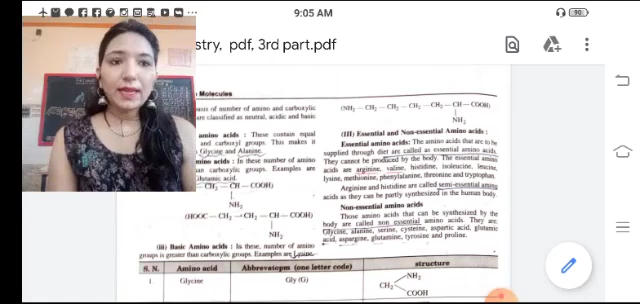 9:05 AM
90
stry, pdf, 3rd part.pdf
Molecules
basis of number of amino and carboxylic
are classified as neutral, acidic and basic
amino acids : These contain equal
and carboxyl groups. This makes it
Glycine and Alanine.
amino acids : In these number of amino
than carboxylic groups. Examples are
Glutamic acid.
CH₂ — CH — COOH)
NH₂
(HOOC — CH₂ — CH₂ — CH — COOH)
NH₂
(iii) Basic Amino acids : In these, number of amino
groups is greater than carboxylic groups. Examples are Lysine.
(NH₂ — CH₂ — CH₂ — CH₂ — CH₂ — CH — COOH)
NH₂
(III) Essential and Non-essential Amino acids :
Essential amino acids: The amino acids that are to be
supplied through diet are called as essential amino acids.
They cannot be produced by the body. The essential amino
acids are arginine, valine, histidine, isoleucine, leucine,
lysine, methionine, phenylalanine, threonine and tryptophan.
Arginine and histidine are called semi-essential amino
acids as they can be partly synthesized in the human body.
Non-essential amino acids
Those amino acids that can be synthesized by the
body are called non essential amino acids. They are:
Glycine, alanine, serine, cysteine, aspartic acid, glutamic
acid, aspargine, glutamine, tyrosine and proline.
S. N. Amino acid Abbrevatopm (one letter code) structure
1. Glycine Gly (G)
NH₂
CH₂
COOH